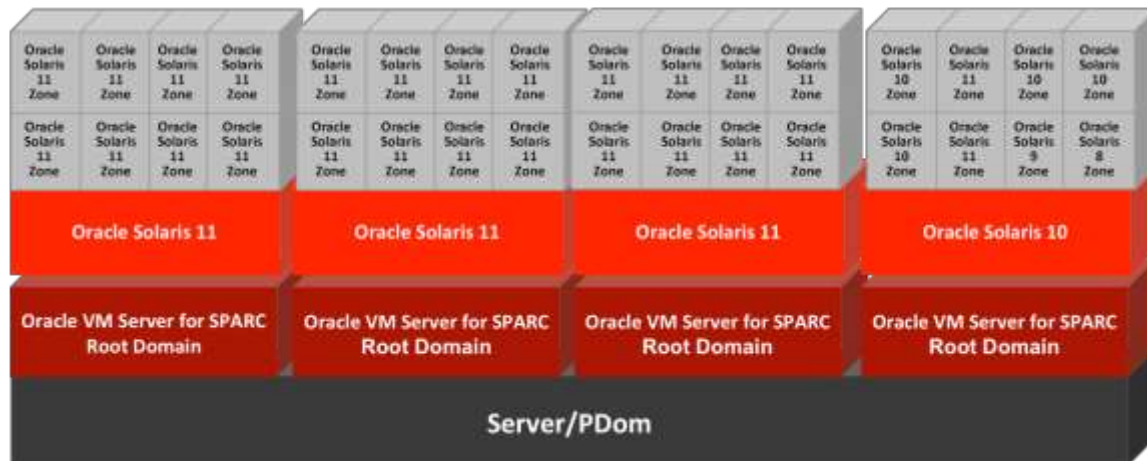 Oracle
Solaris
11
Zone
Oracle
Solaris
11
Zone
Oracle
Solaris
11
Zone
Oracle
Solaris
11
Zone
Oracle
Solaris
11
Zone
Oracle
Solaris
11
Zone
Oracle
Solaris
11
Zone
Oracle
Solaris
11
Zone
Oracle
Solaris
11
Zone
Oracle
Solaris
11
Zone
Oracle
Solaris
11
Zone
Oracle
Solaris
11
Zone
Oracle
Solaris
10
Zone
Oracle
Solaris
11
Zone
Oracle
Solaris
10
Zone
Oracle
Solaris
10
Zone
Oracle
Solaris
11
Zone
Oracle
Solaris
11
Zone
Oracle
Solaris
11
Zone
Oracle
Solaris
11
Zone
Oracle
Solaris
11
Zone
Oracle
Solaris
11
Zone
Oracle
Solaris
11
Zone
Oracle
Solaris
11
Zone
Oracle
Solaris
11
Zone
Oracle
Solaris
11
Zone
Oracle
Solaris
11
Zone
Oracle
Solaris
11
Zone
Oracle
Solaris
10
Zone
Oracle
Solaris
11
Zone
Oracle
Solaris
9
Zone
Oracle
Solaris
8
Zone
Oracle Solaris 11
Oracle Solaris 11
Oracle Solaris 11
Oracle Solaris 10
Oracle VM Server for SPARC
Root Domain
Oracle VM Server for SPARC
Root Domain
Oracle VM Server for SPARC
Root Domain
Oracle VM Server for SPARC
Root Domain
Server/PDom